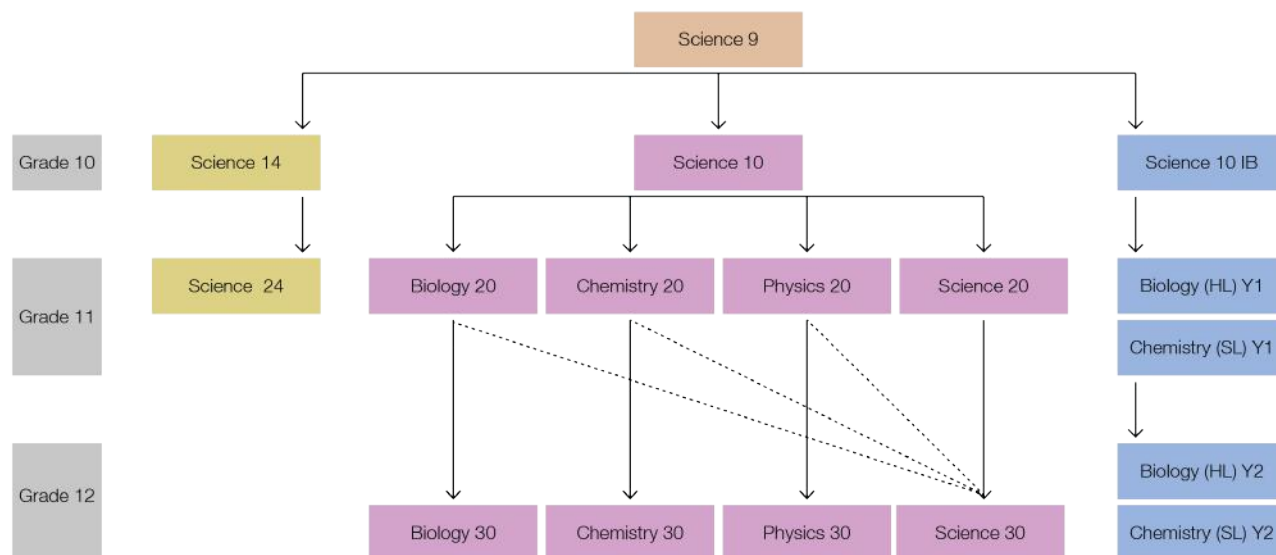 Science 9
Grade 10
Science 14
Science 10
Science 10 IB
Grade 11
Science 24
Biology 20
Chemistry 20
Physics 20
Science 20
Biology (HL) Y1
Chemistry (SL) Y1
Grade 12
Biology (HL) Y2
Biology 30
Chemistry 30
Physics 30
Science 30
Chemistry (SL) Y2